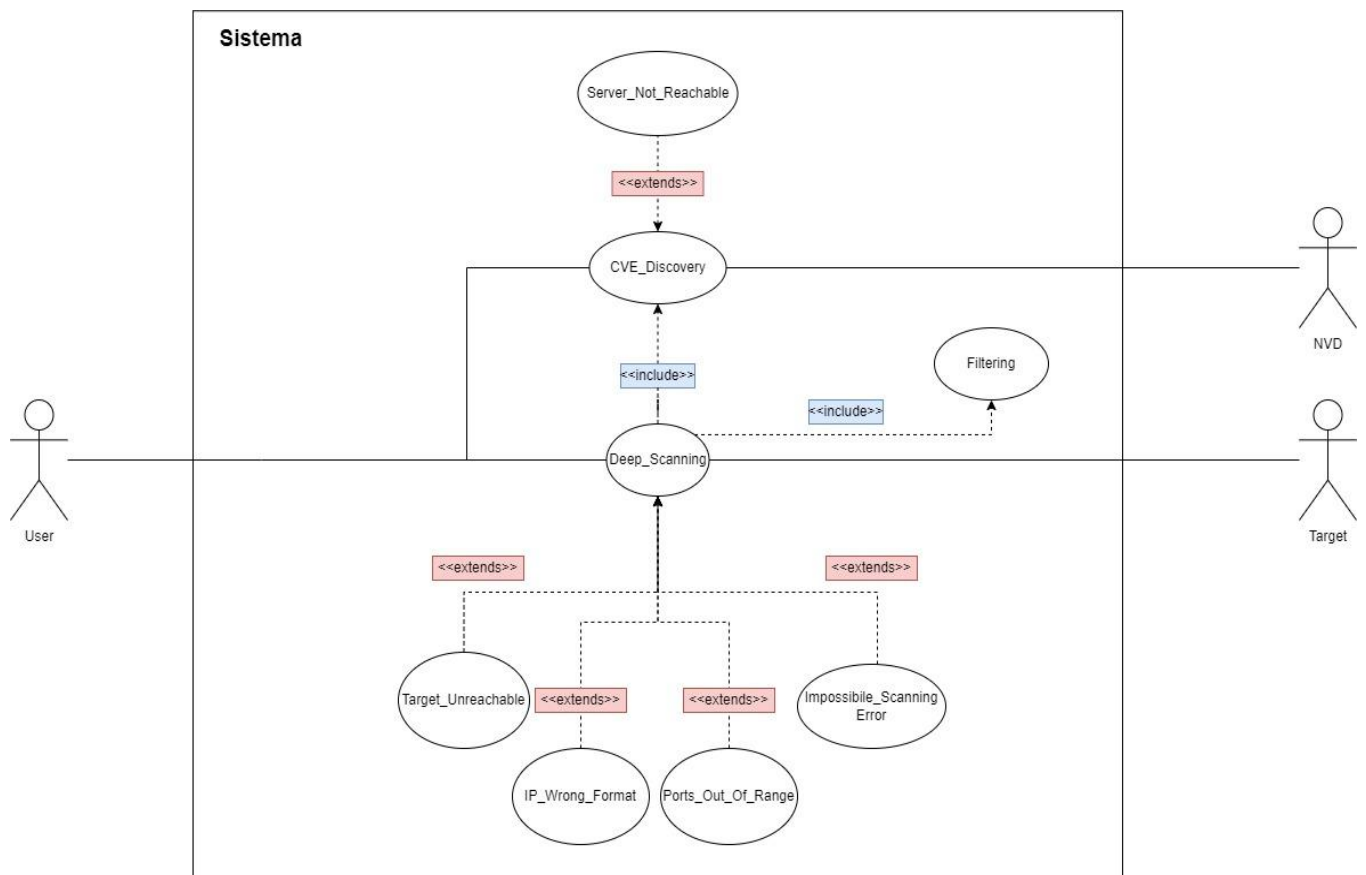 Sistema
Server_Not_Reachable
<<extends>>
CVE_Discovery
NVD
<<include>>
Filtering
<<include>>
Deep_Scanning
User
Target
<<extends>>
<<extends>>
Target_Unreachable
<<extends>>
<<extends>>
Impossibile_Scanning
Error
IP_Wrong_Format
Ports_Out_Of_Range